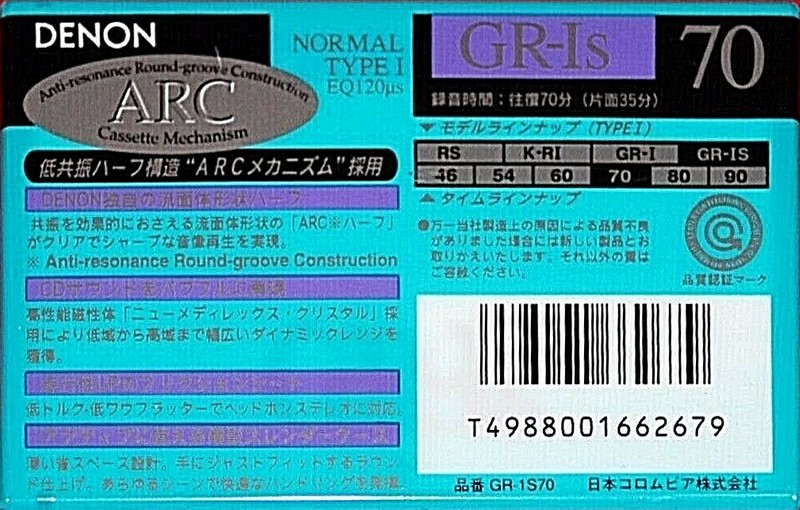 DENON
Anti-resonance Round-groove Construction
ARC
Cassette Mechanism
低共振ハーフ構造“ARCメカニズム”採用
DENON独自の流面体形状ハーフ
共振を効果的におさえる流面体形状の「ARC※ハーフ」
がクリアでシャープな音像再生を実現。
※ Anti-resonance Round-groove Construction
CDサウンドをパワフルに再現
高性能磁性体「ニューメディレックス・クリスタル」採
用により低域から高域まで幅広いダイナミックレンジを
獲得。
低トルク·低ワウフラッターでヘッドホンステレオに対応。
薄い省スペース設計。手にジャストフィットするラウン
ド仕上げ。あらゆるシーンで快適なハンドリングを発揮。
NORMAL
TYPE I
EQ120μs
GR-Is
70
録音時間：往復70分（片面35分）
▼ モデルラインナップ (TYPE I)
RS K-RI GR-I GR-IS
46 54 60 70 80 90
▲ タイムラインナップ
●万一当社製造上の原因による品質不良
がありました場合には新しい製品とお
取りかえいたします。それ以外の責は
ご容赦ください。
品質認証マーク
T4988001662679
品番 GR-1S70 日本コロムビア株式会社